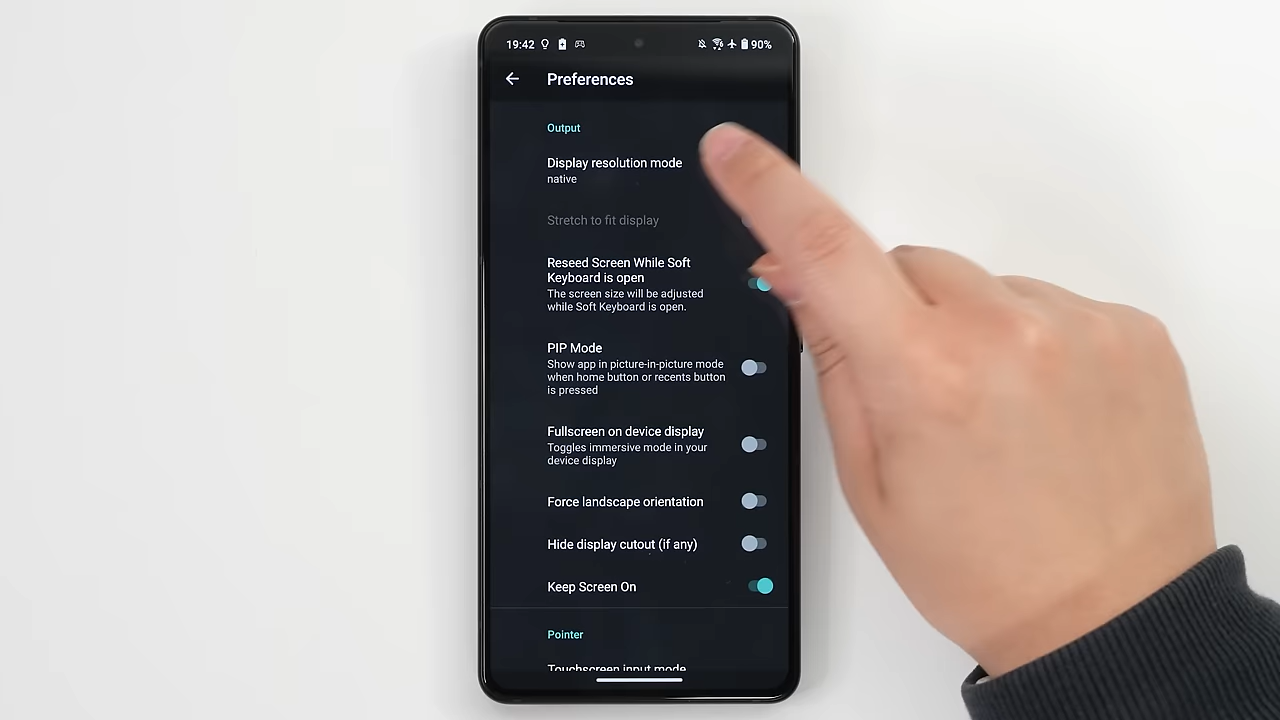 19:42 90%
Preferences
Output
Display resolution mode
native
Stretch to fit display
Reseed Screen While Soft
Keyboard is open
The screen size will be adjusted
while Soft Keyboard is open.
PIP Mode
Show app in picture-in-picture mode
when home button or recents button
is pressed
Fullscreen on device display
Toggles immersive mode in your
device display
Force landscape orientation
Hide display cutout (if any)
Keep Screen On
Pointer
Touchscreen input mode